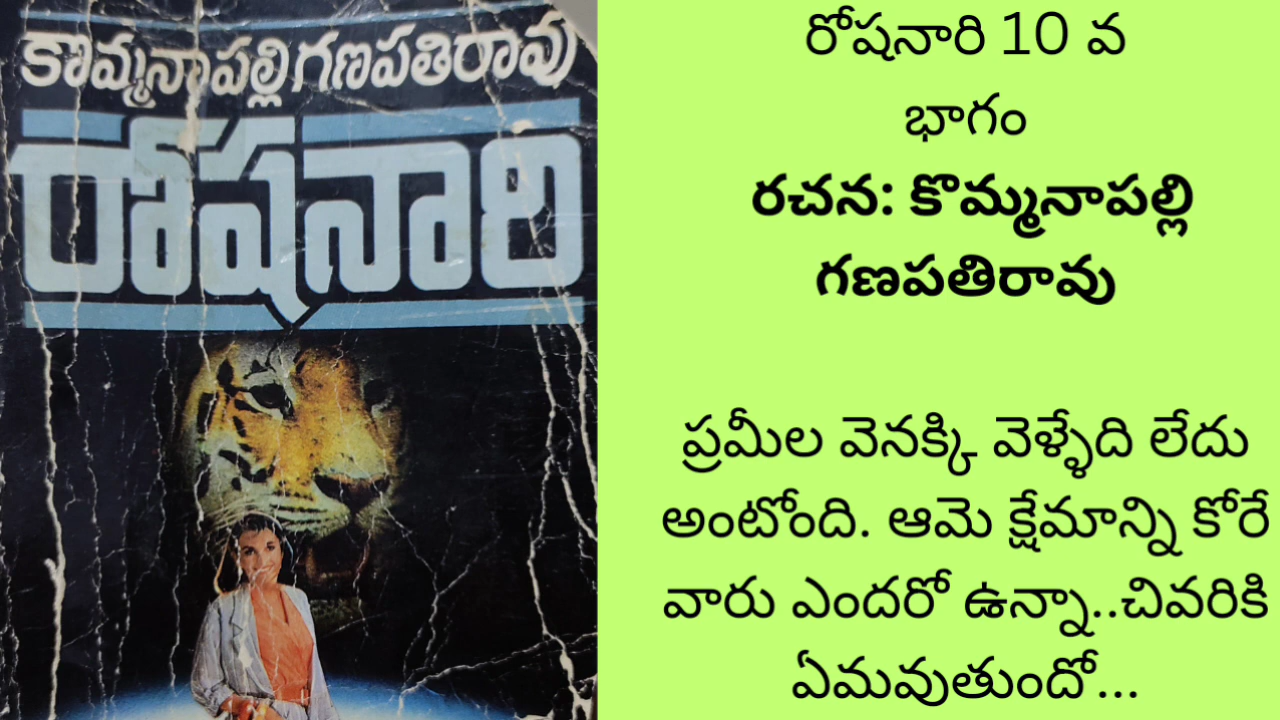 కొమ్మనాపల్లి గణపతిరావు
రోషనారి
రోషనారి 10 వ
భాగం
రచన: కొమ్మనాపల్లి
గణపతిరావు
ప్రమీల వెనక్కి వెళ్ళేది లేదు
అంటోంది. ఆమె క్షేమాన్ని కోరే
వారు ఎందరో ఉన్నా..చివరికి
ఏమవుతుందో...